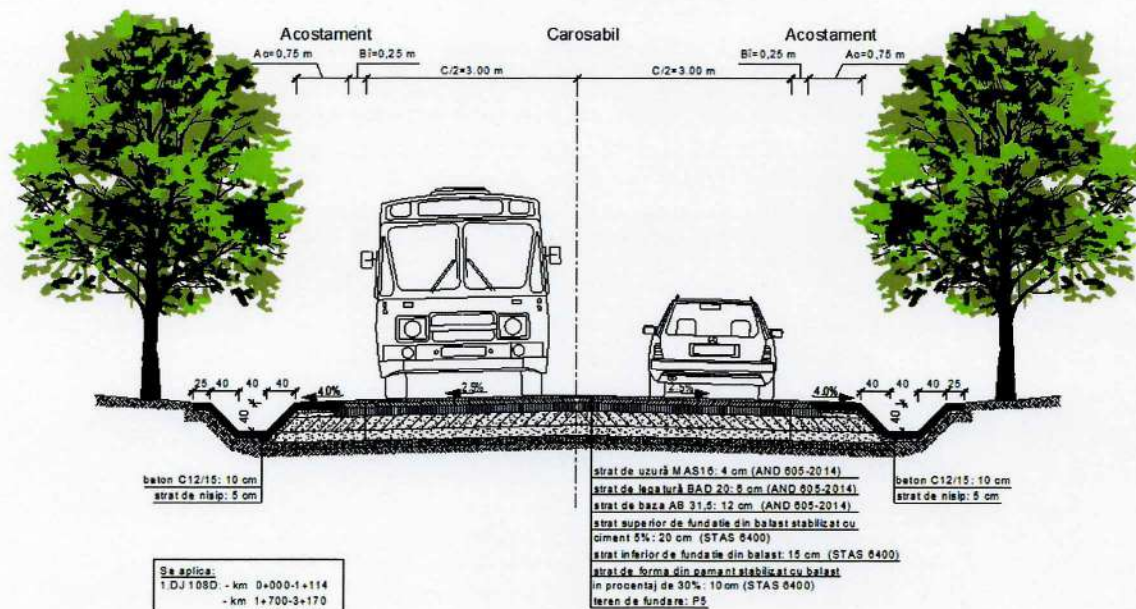 Acostament Carosabil Acostament
Ao=0,75 m Bî=0,25 m C/2=3.00 m C/2=3.00 m Bî=0,25 m Ao=0,75 m
25 40 40 40 4.0% 2.5% 2.5% 4.0% 40 40 40 25
40 40
beton C12/15: 10 cm
strat de nisip: 5 cm
strat de uzură MAS16: 4 cm (AND 605-2014)
strat de legatură BAD 20: 6 cm (AND 605-2014)
strat de baza AB 31,5: 12 cm (AND 605-2014)
strat superior de fundatie din balast stabilizat cu
ciment 5%: 20 cm (STAS 6400)
strat inferior de fundatie din balast: 15 cm (STAS 6400)
strat de forma din pamant stabilizat cu balast
in procentaj de 30%: 10cm (STAS 6400)
teren de fundare: P5
beton C12/15: 10 cm
strat de nisip: 5 cm
Se aplica:
1.DJ 108D: - km 0+000-1+114
- km 1+700-3+170